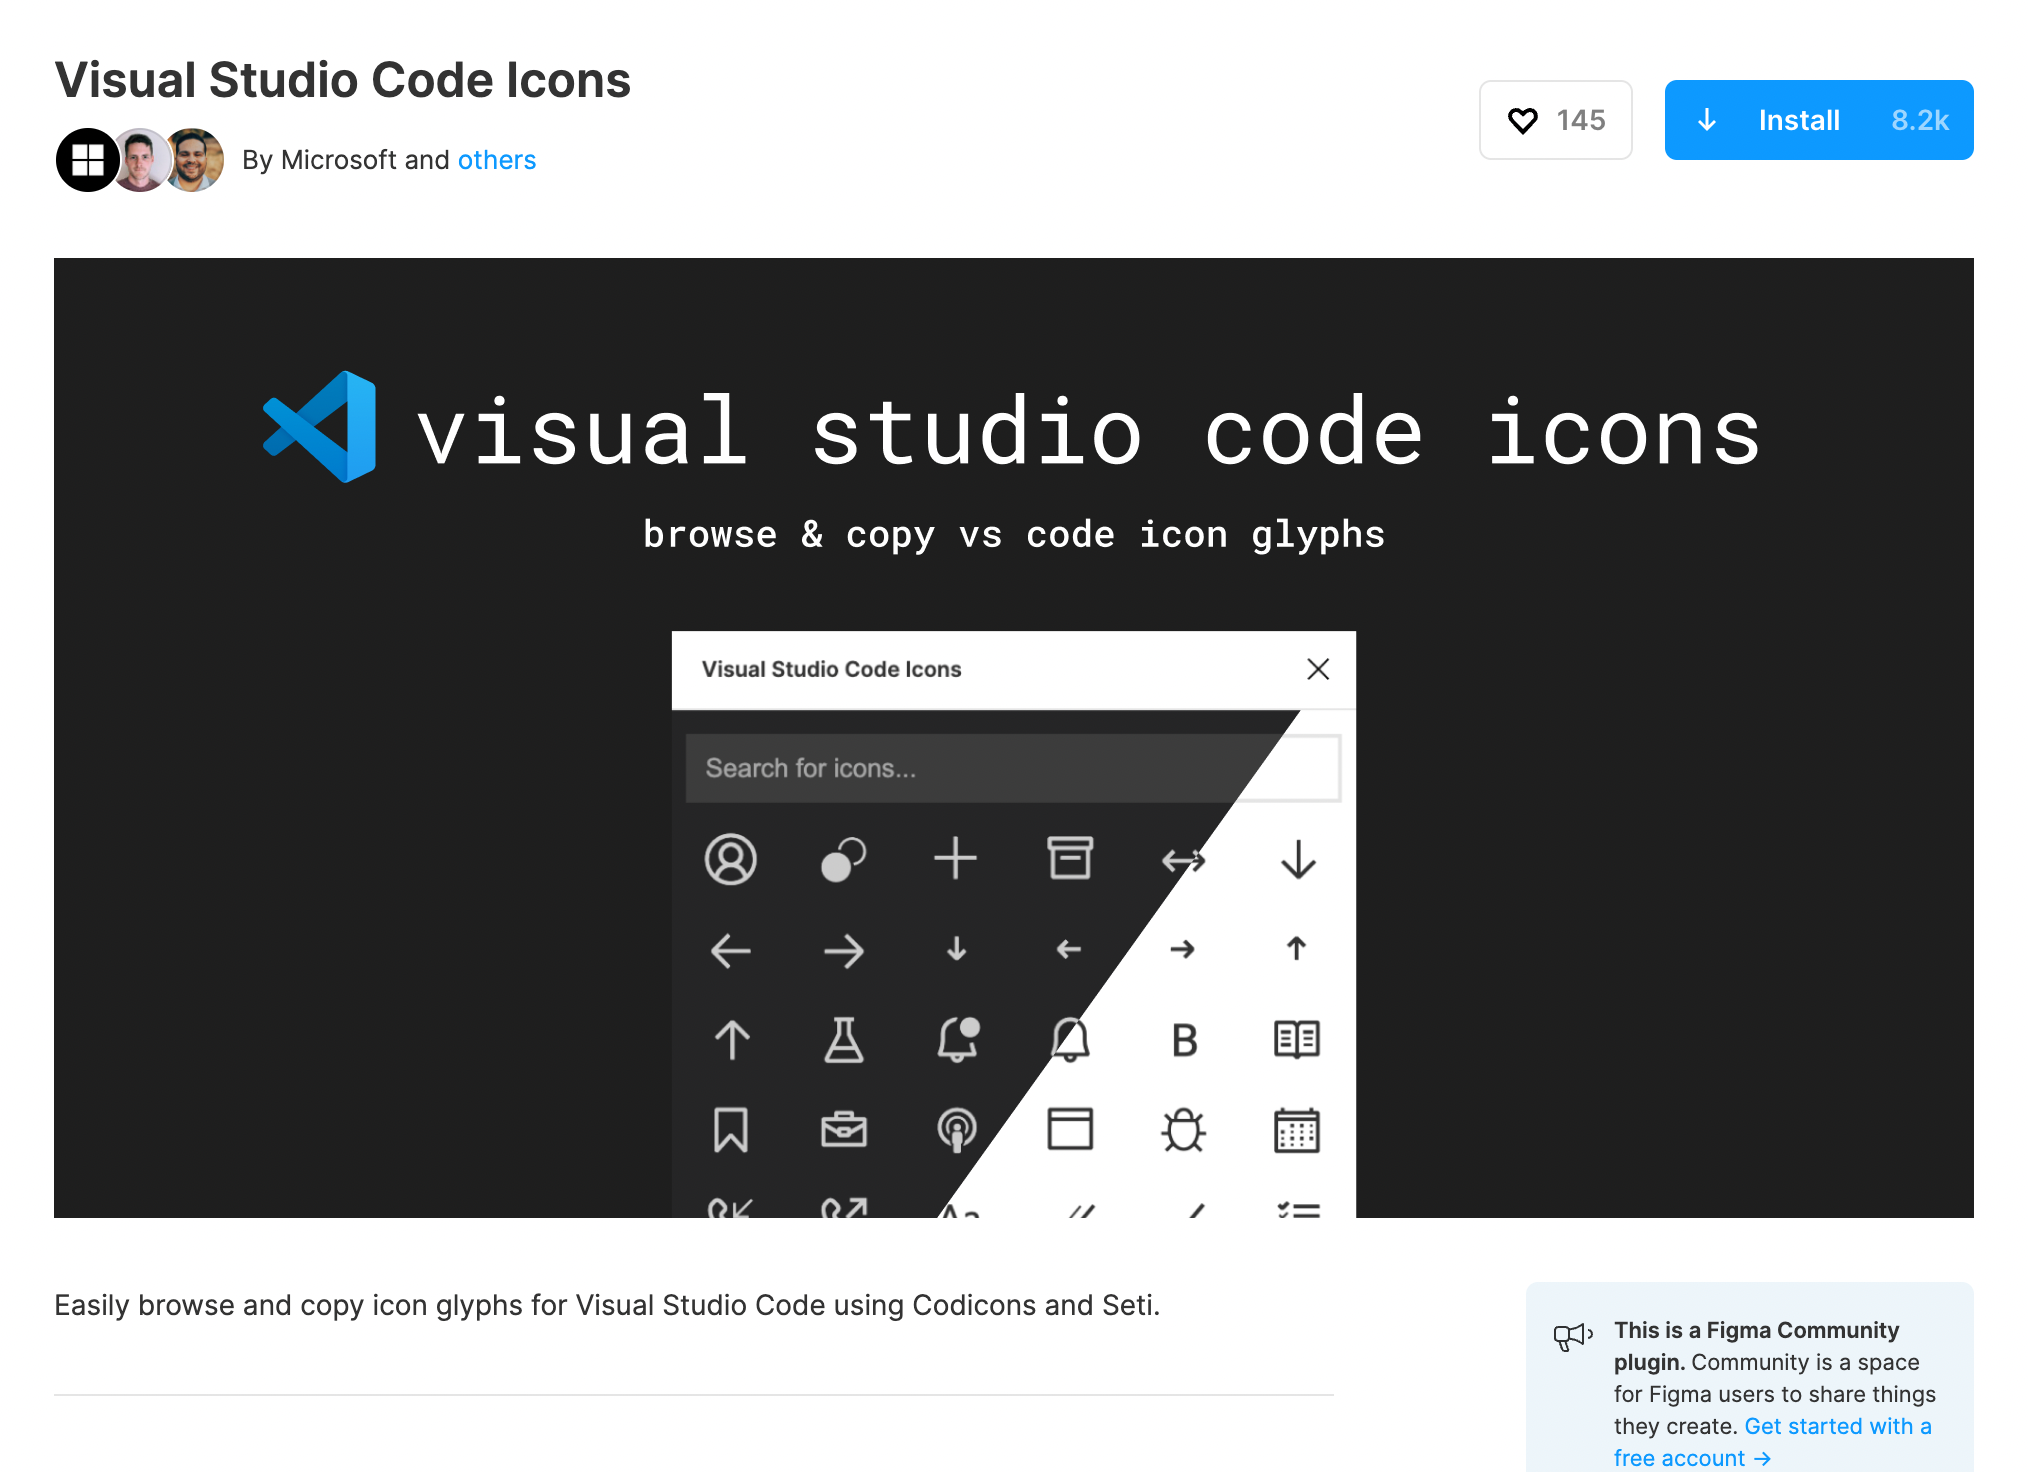 Visual Studio Code Icons
By Microsoft and others
145
Install 8.2k
visual studio code icons
browse & copy vs code icon glyphs
Visual Studio Code Icons
Search for icons...
B
Aa
Easily browse and copy icon glyphs for Visual Studio Code using Codicons and Seti.
This is a Figma Community
plugin. Community is a space
for Figma users to share things
they create. Get started with a
free account →